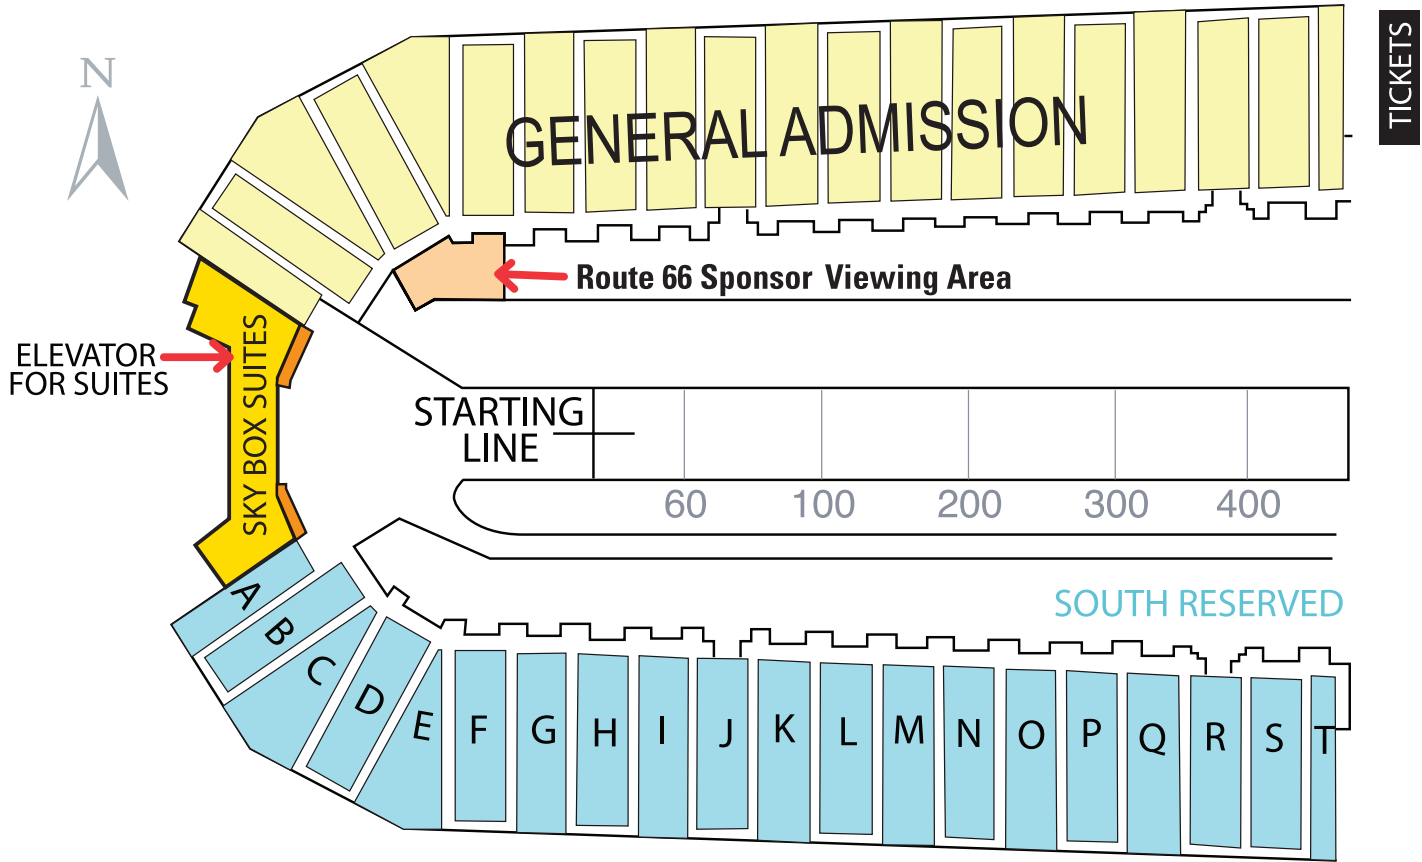 TICKETS
N
GENERAL ADMISSION
Route 66 Sponsor Viewing Area
ELEVATOR
FOR SUITES
SKY BOX SUITES
STARTING
LINE
60
100
200
300
400
SOUTH RESERVED
A
B
C
D
E
F
G
H
I
J
K
L
M
N
O
P
Q
R
S
T